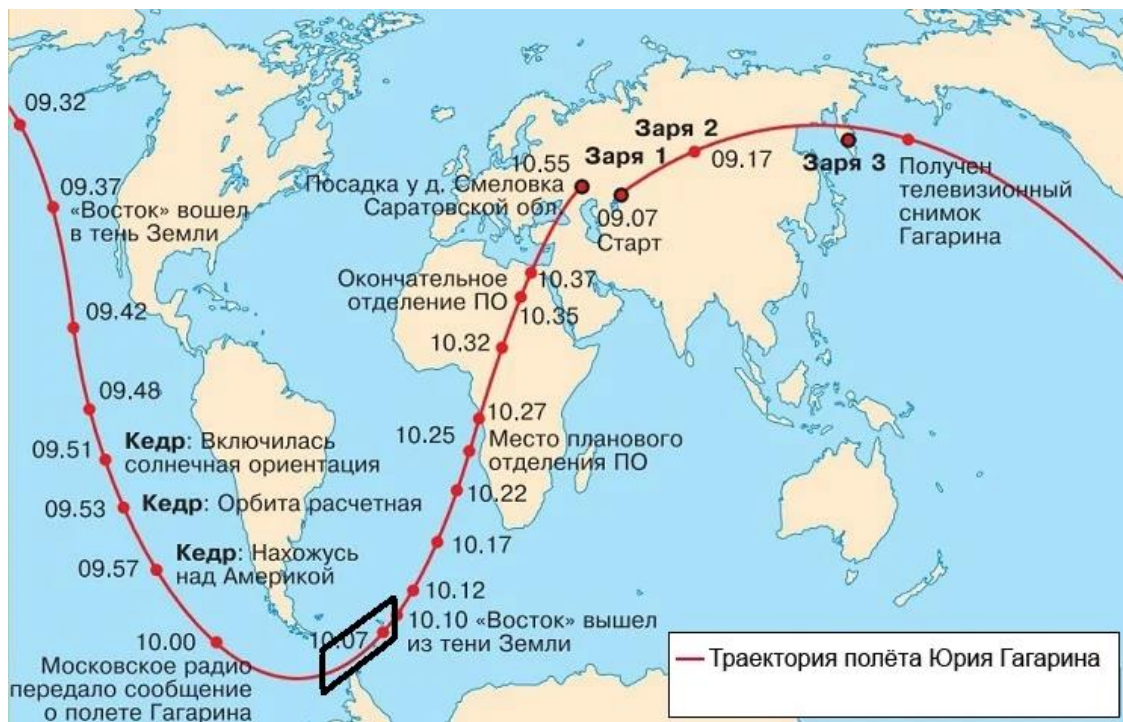 09.32
09.37
«Восток» вошел
в тень Земли
09.42
09.48
09.51
Кедр: Включилась
солнечная ориентация
09.53
Кедр: Орбита расчетная
09.57
Кедр: Нахожусь
над Америкой
10.00
Московское радио
передало сообщение
о полете Гагарина
10.07
10.10 «Восток» вышел
из тени Земли
10.12
10.17
10.22
10.25
10.27
Место планового
отделения ПО
10.32
10.35
10.37
Окончательное
отделение ПО
10.55
Посадка у д. Смеловка
Саратовской обл.
Заря 1
09.07
Старт
Заря 2
09.17
Заря 3
Получен
телевизионный
снимок
Гагарина
Траектория полёта Юрия Гагарина